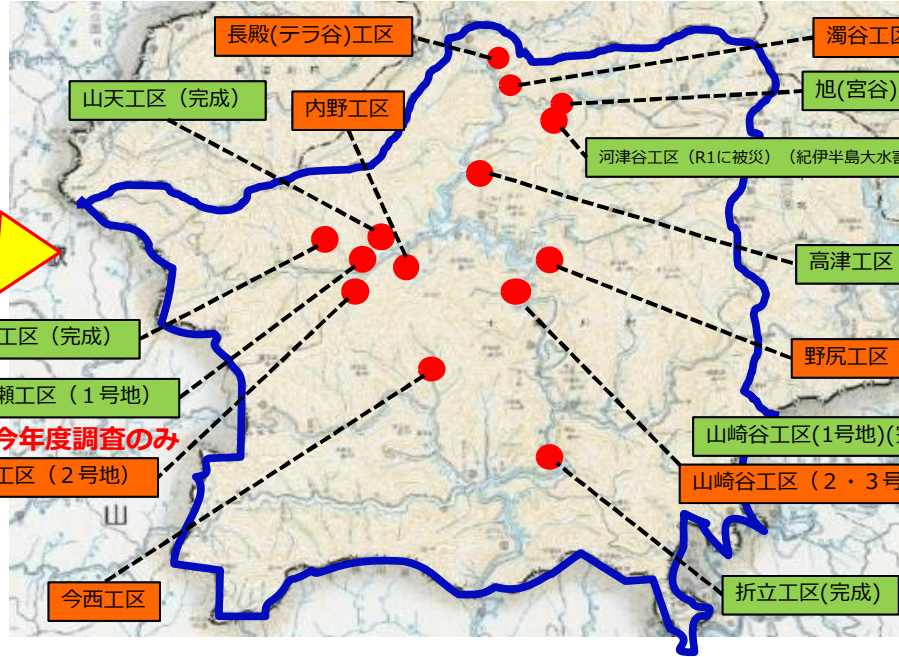 長殿(テラ谷)工区
濁谷工区
山天工区（完成）
内野工区
旭(宮谷)
河津谷工区（R1に被災）（紀伊半島大水害
高津工区
工区（完成）
野尻工区
瀬工区（１号地）
今年度調査のみ
山崎谷工区(1号地)(
工区（２号地）
山崎谷工区（２・３号
山
今西工区
折立工区(完成)